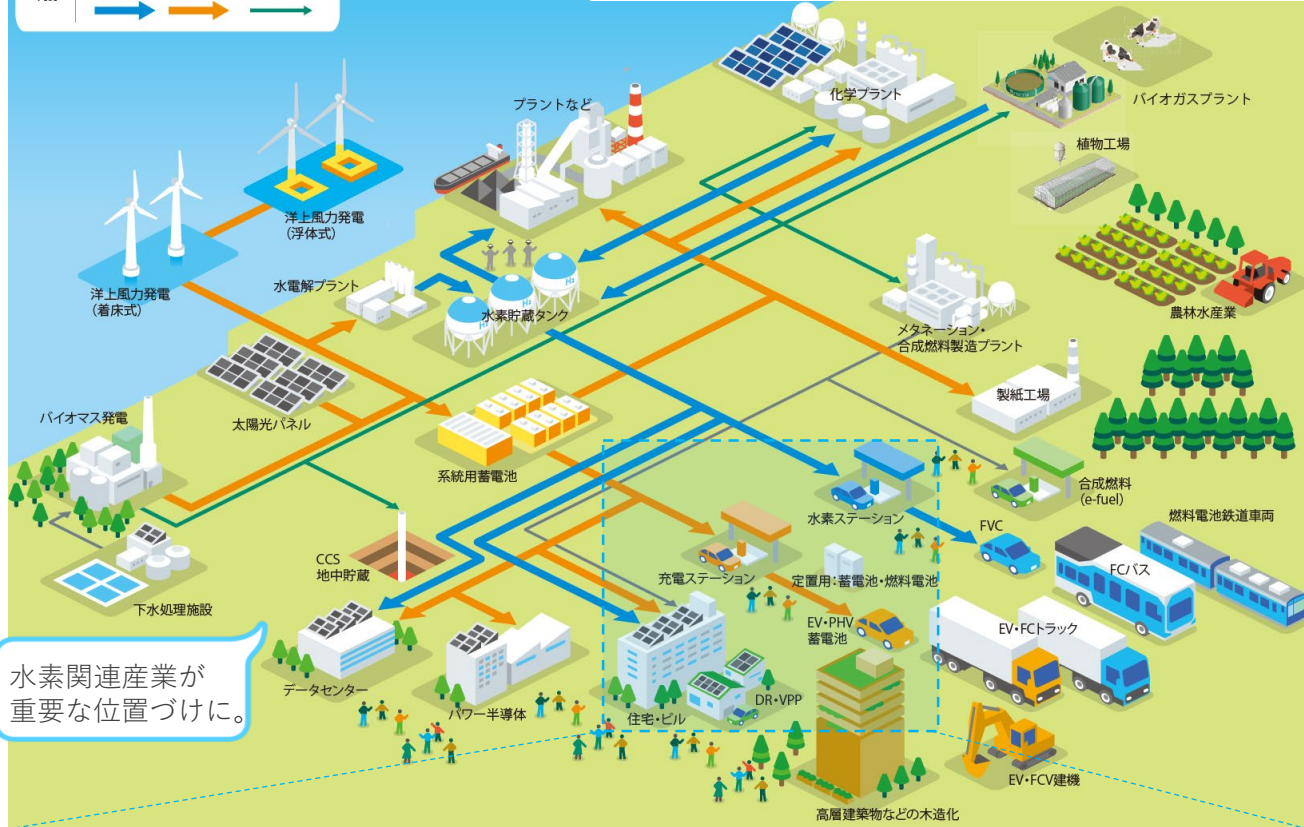 プラントなど
化学プラント
バイオガスプラント
植物工場
洋上風力発電
(浮体式)
洋上風力発電
(着床式)
水電解プラント
H2
H2
H2
水素貯蔵タンク
メタネーション・
合成燃料製造プラント
農林水産業
製紙工場
太陽光パネル
バイオマス発電
系統用蓄電池
水素ステーション
合成燃料
(e-fuel)
燃料電池鉄道車両
FVC
FCバス
CCS
地中貯蔵
充電ステーション
定置用:蓄電池・燃料電池
下水処理施設
EV・PHV
蓄電池
EV・FCトラック
水素関連産業が
重要な位置づけに。
データセンター
パワー半導体
住宅・ビル
DR・VPP
EV・FCV建機
高層建築物などの木造化